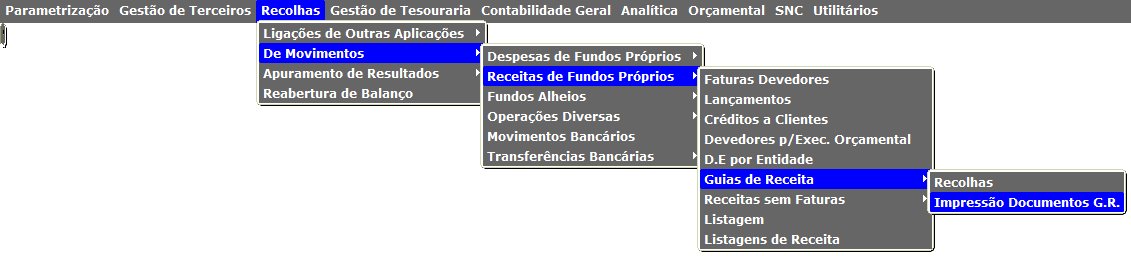 Parametrização Gestão de Terceiros Recolhas Gestão de Tesouraria Contabilidade Geral Analítica Orçamental SNC Utilitários
Ligações de Outras Aplicações
De Movimentos
Apuramento de Resultados
Reabertura de Balanço
Despesas de Fundos Próprios
Receitas de Fundos Próprios
Fundos Alheios
Operações Diversas
Movimentos Bancários
Transferências Bancárias
Faturas Devedores
Lançamentos
Créditos a Clientes
Devedores p/Exec. Orçamental
D.E por Entidade
Guias de Receita
Receitas sem Faturas
Listagem
Listagens de Receita
Recolhas
Impressão Documentos G.R.